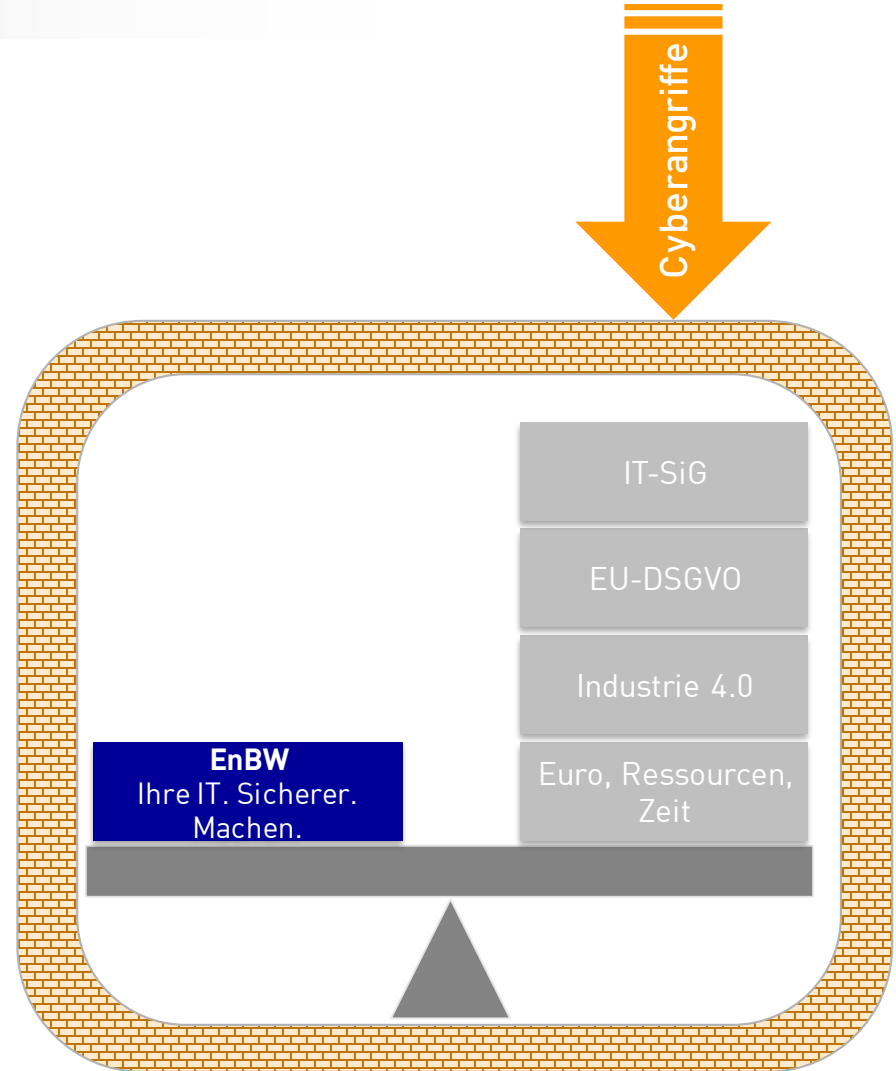 Cyberangriffe
IT-SiG
EU-DSGVO
Industrie 4.0
EnBW
Ihre IT. Sicherer.
Machen.
Euro, Ressourcen,
Zeit